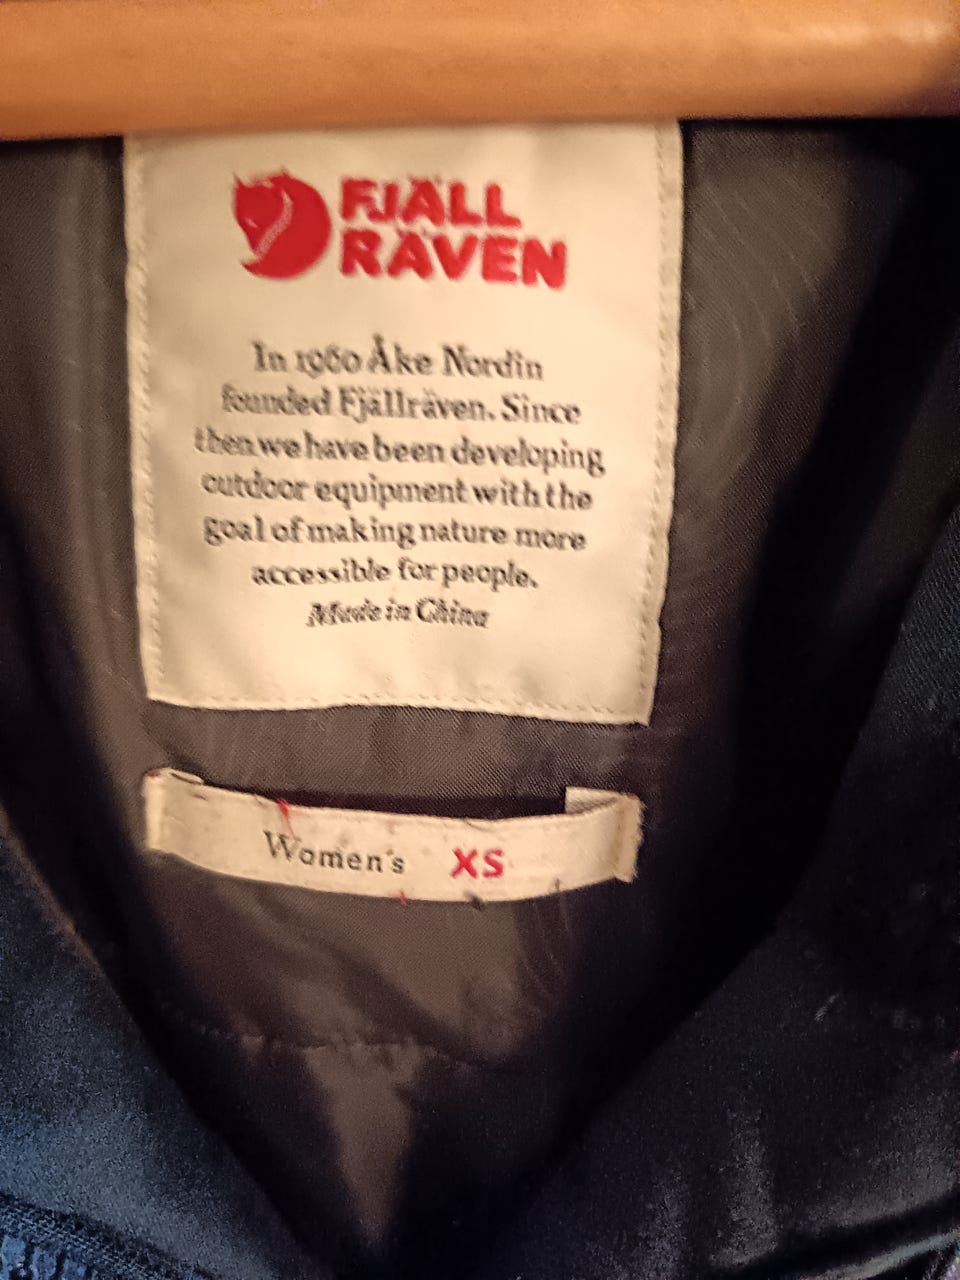 FJÄLL
RÄVEN
In 1960 Åke Nordin
founded Fjällräven. Since
then we have been developing
outdoor equipment with the
goal of making nature more
accessible for people.
Made in China
Women's XS